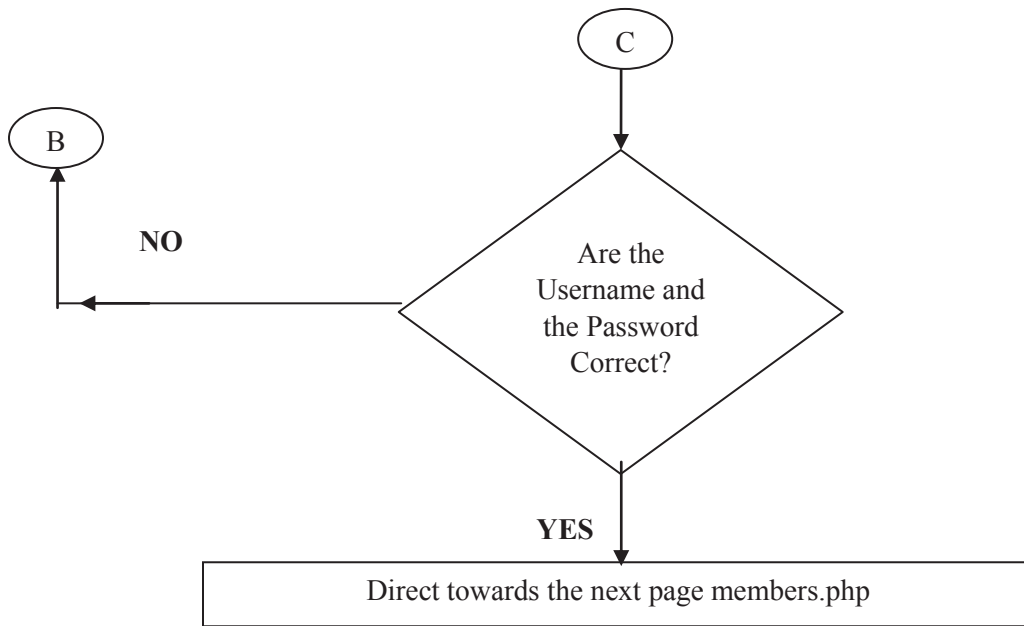 C
B
NO
Are the
Username and
the Password
Correct?
YES
Direct towards the next page members.php